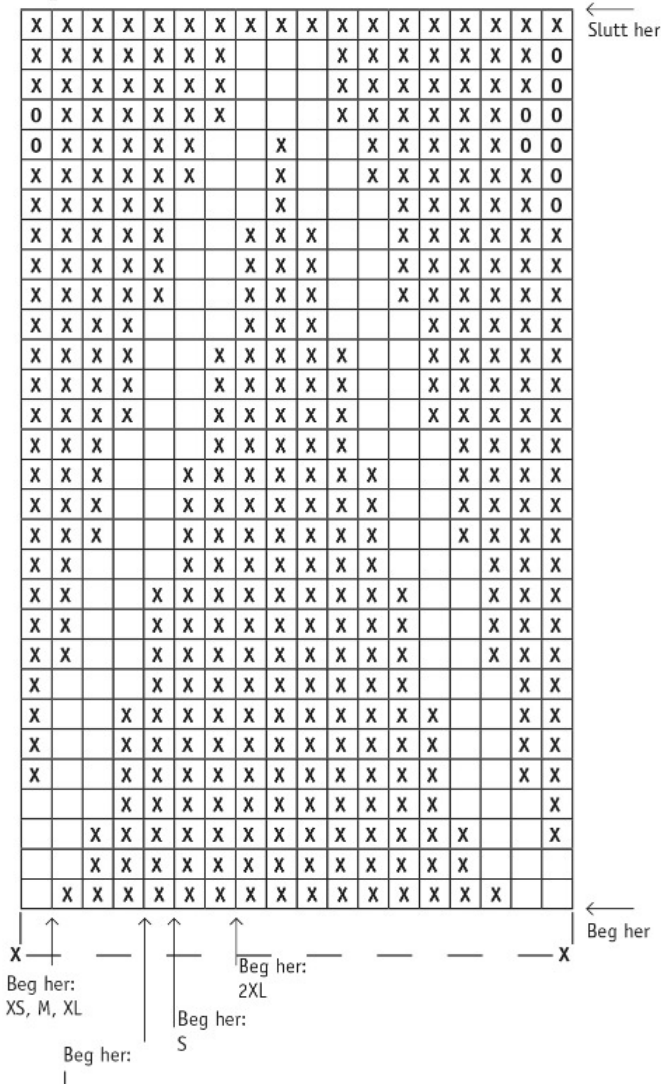 X X X X X X X X X X X X X X X X X X
Slutt her
X X X X X X X X X X X X X X O
X X X X X X X X X X X X X X O
O X X X X X X X X X X X X O O
O X X X X X X X X X X X O O
X X X X X X X X X X X X X O
X X X X X X X X X X X O
X X X X X X X X X X X X X X
X X X X X X X X X X X X X X
X X X X X X X X X X X X X X
X X X X X X X X X X X X
X X X X X X X X X X X X X X
X X X X X X X X X X X X X X
X X X X X X X X X X X X X X
X X X X X X X X X X X X
X X X X X X X X X X X X X X
X X X X X X X X X X X X X X
X X X X X X X X X X X X X X
X X X X X X X X X X X X
X X X X X X X X X X X X X X
X X X X X X X X X X X X X X
X X X X X X X X X X X X X X
X X X X X X X X X X X X
X X X X X X X X X X X X X X
X X X X X X X X X X X X X X
X X X X X X X X X X X X X X
X X X X X X X X X X X X
X X X X X X X X X X X X X X
X X X X X X X X X X X X X
X X X X X X X X X X X X X X X
Beg her
X X
Beg her:
XS, M, XL
Beg her:
2XL
Beg her:
S
Beg her: